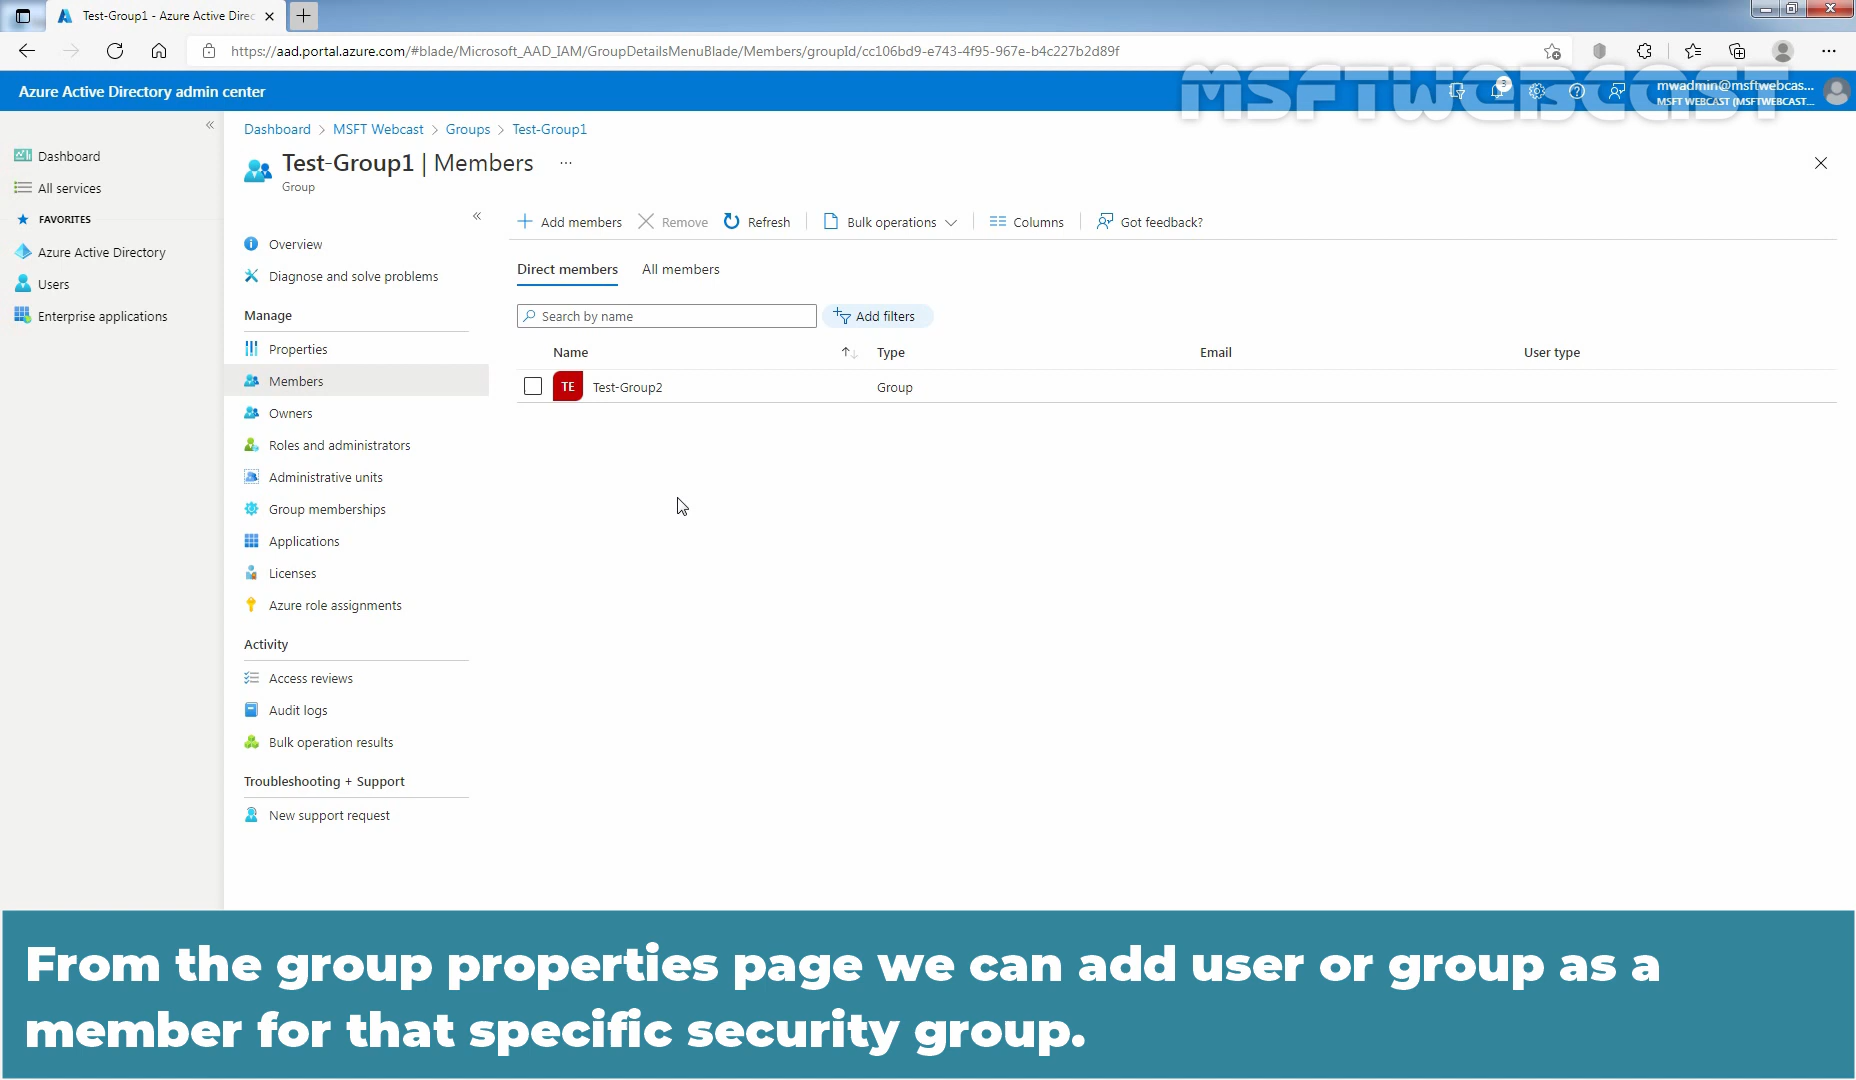 Test-Group1 - Azure Active Direc
https://aad.portal.azure.com/#blade/Microsoft_AAD_IAM/GroupDetailsMenuBlade/Members/groupId/cc106bd9-e743-4f95-967e-b4c227b2d89f
MSFTWEBCAST
Azure Active Directory admin center
3
mwadmin@msftwebcas...
MSFT WEBCAST (MSFTWEBCAST...
Dashboard
All services
FAVORITES
Azure Active Directory
Users
Enterprise applications
Dashboard > MSFT Webcast > Groups > Test-Group1
Test-Group1 | Members ...
Group
Overview
Diagnose and solve problems
Manage
Properties
Members
Owners
Roles and administrators
Administrative units
Group memberships
Applications
Licenses
Azure role assignments
Activity
Access reviews
Audit logs
Bulk operation results
Troubleshooting + Support
New support request
Add members Remove Refresh Bulk operations Columns Got feedback?
Direct members All members
Search by name Add filters
Name Type Email User type
TE Test-Group2 Group
From the group properties page we can add user or group as a
member for that specific security group.